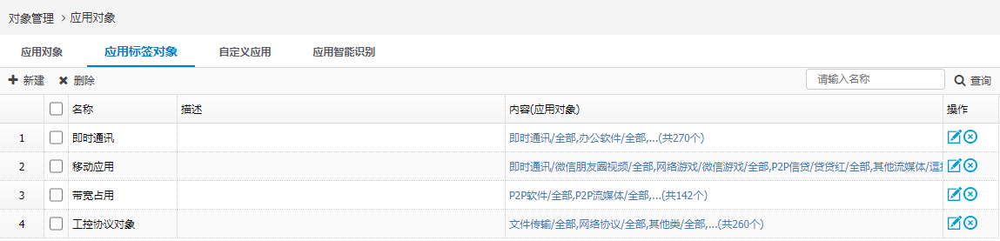 对象管理 > 应用对象
应用对象 应用标签对象 自定义应用 应用智能识别
新建 删除 请输入名称 查询
名称 描述 内容(应用对象) 操作
1 即时通讯 即时通讯/全部,办公软件/全部,...(共270个)
2 移动应用 即时通讯/微信朋友圈视频/全部,网络游戏/微信游戏/全部,P2P信贷/贷贷红/全部,其他流媒体/逗拍
3 带宽占用 P2P软件/全部,P2P流媒体/全部,...(共142个)
4 工控协议对象 文件传输/全部,网络协议/全部,其他类/全部,...(共260个)